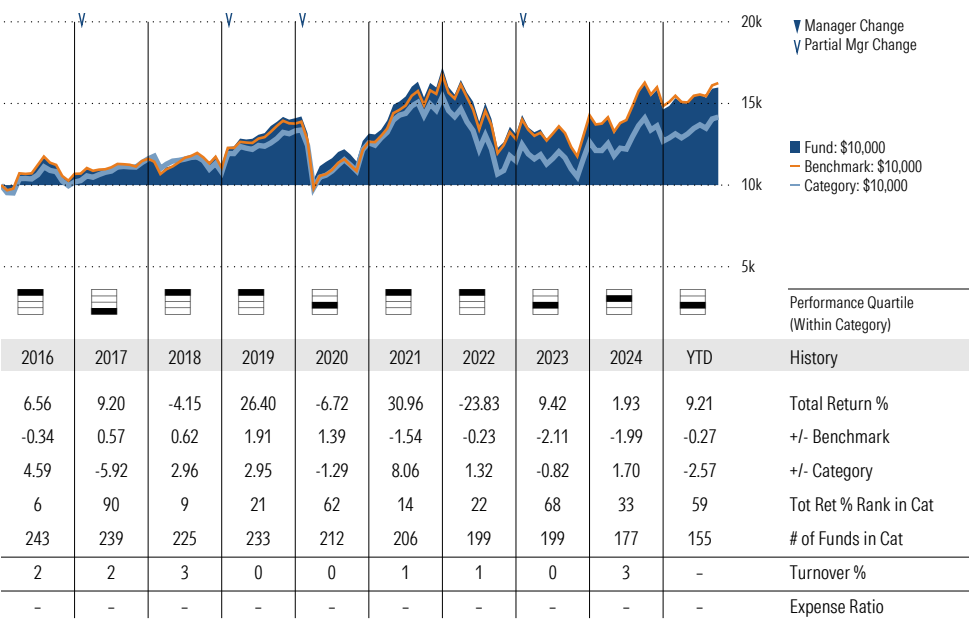 20k
15k
10k
5k
Manager Change
Partial Mgr Change
Fund: $10,000
Benchmark: $10,000
Category: $10,000
Performance Quartile
(Within Category)
2016 2017 2018 2019 2020 2021 2022 2023 2024 YTD History
6.56 9.20 -4.15 26.40 -6.72 30.96 -23.83 9.42 1.93 9.21 Total Return %
-0.34 0.57 0.62 1.91 1.39 -1.54 -0.23 -2.11 -1.99 -0.27 +/- Benchmark
4.59 -5.92 2.96 2.95 -1.29 8.06 1.32 -0.82 1.70 -2.57 +/- Category
6 90 9 21 62 14 22 68 33 59 Tot Ret % Rank in Cat
243 239 225 233 212 206 199 199 177 155 # of Funds in Cat
2 2 3 0 0 1 1 0 3 – Turnover %
– – – – – – – – – – Expense Ratio